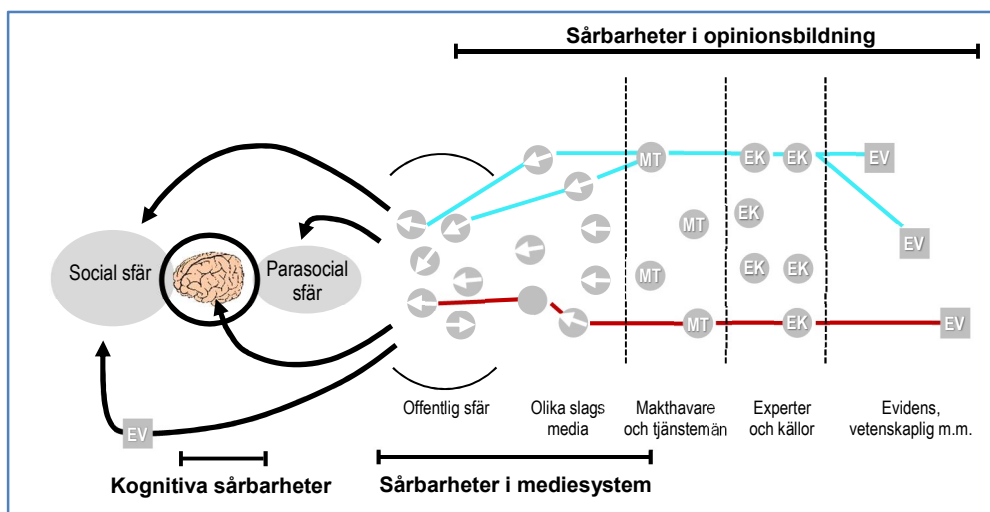 Sårbarheter i opinionsbildning
MT
EK
EK
EV
EK
MT
EV
Social sfär
Parasocial
sfär
MT
EK
EK
MT
EK
EV
EV
Offentlig sfär
Olika slags
media
Makthavare
och tjänstemän
Experter
och källor
Evidens,
vetenskaplig m.m.
Kognitiva sårbarheter
Sårbarheter i mediesystem